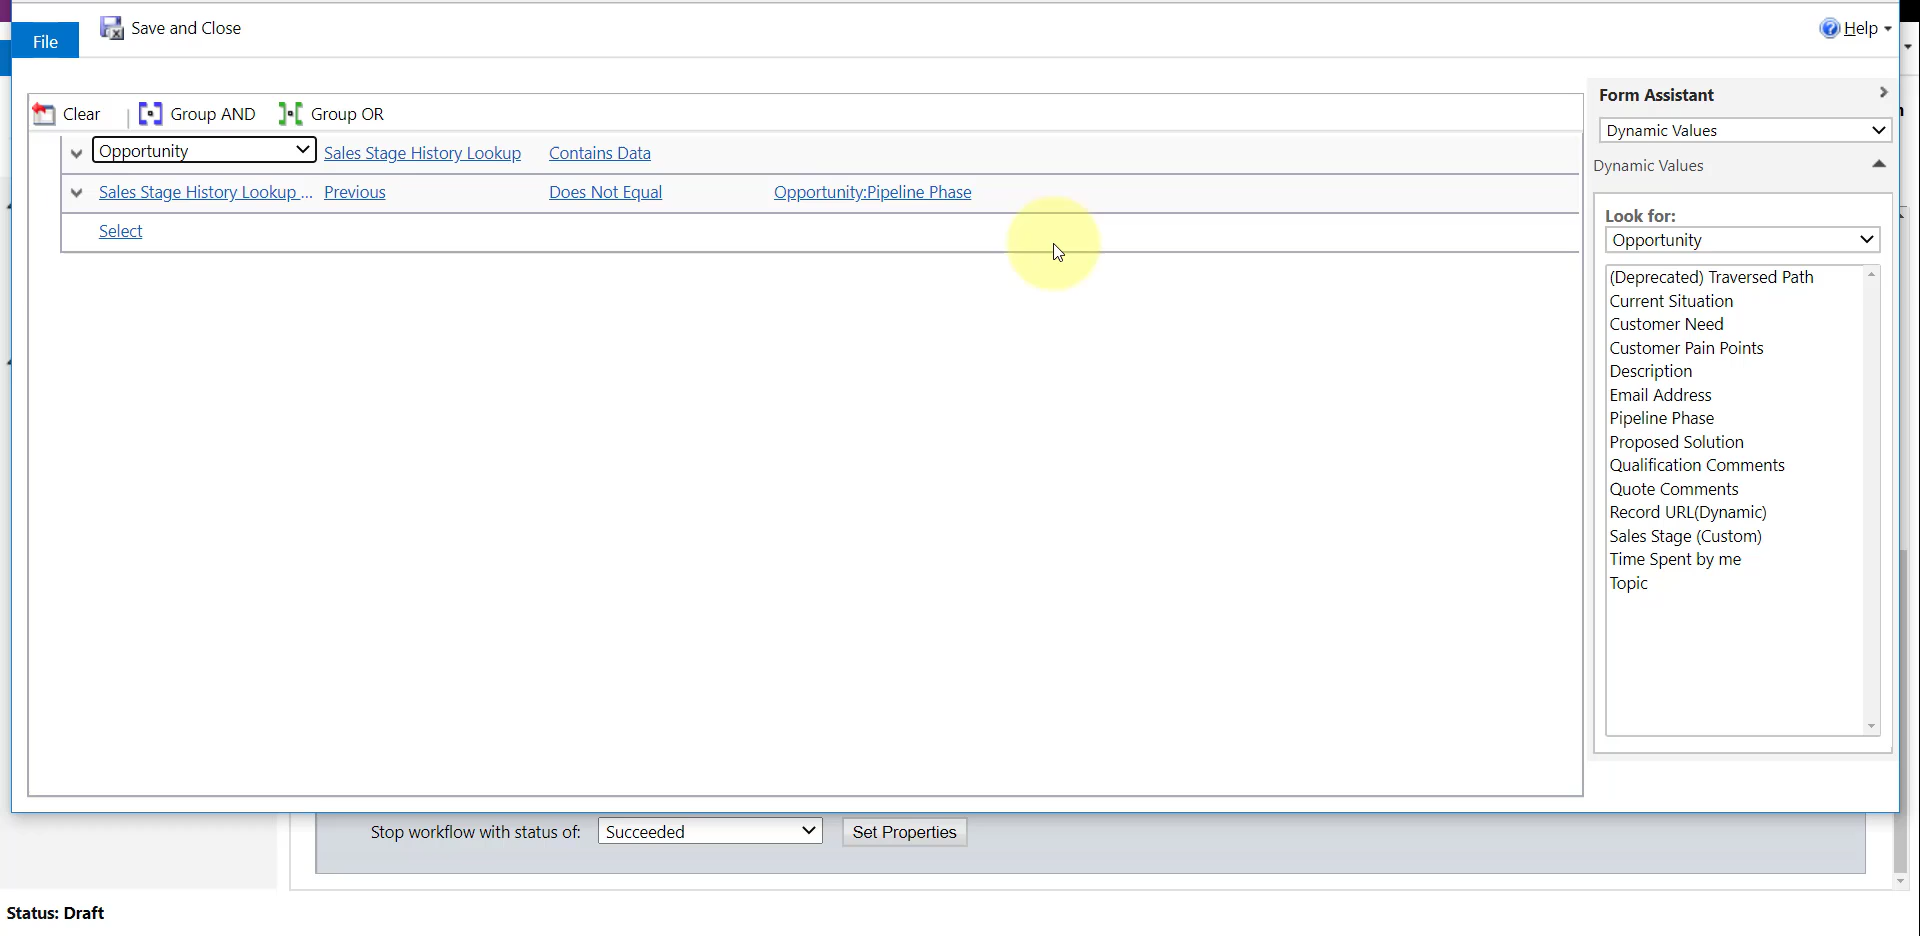 File
Save and Close
Help
Clear
Group AND
Group OR
Opportunity
Sales Stage History Lookup
Contains Data
Sales Stage History Lookup ...
Previous
Does Not Equal
Opportunity:Pipeline Phase
Select
Form Assistant
Dynamic Values
Dynamic Values
Look for:
Opportunity
(Deprecated) Traversed Path
Current Situation
Customer Need
Customer Pain Points
Description
Email Address
Pipeline Phase
Proposed Solution
Qualification Comments
Quote Comments
Record URL(Dynamic)
Sales Stage (Custom)
Time Spent by me
Topic
Stop workflow with status of:
Succeeded
Set Properties
Status: Draft